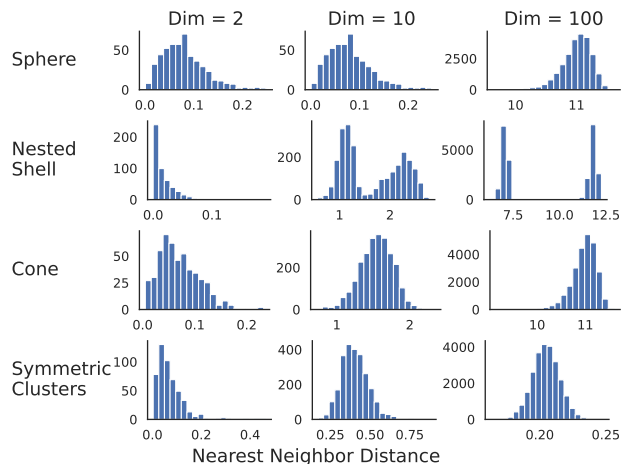 Dim = 2 Dim = 10 Dim = 100
Sphere
50
0
0.0 0.1 0.2
50
0
0.0 0.1 0.2
2500
0
10 11
Nested
Shell
200
100
0
0.0 0.1
200
0
1 2
5000
0
7.5 10.0 12.5
Cone
50
25
0
0.0 0.1 0.2
200
0
1 2
4000
2000
0
10 11
Symmetric
Clusters
100
50
0
0.0 0.2 0.4
400
200
0
0.25 0.50 0.75
4000
2000
0
0.20 0.25
Nearest Neighbor Distance